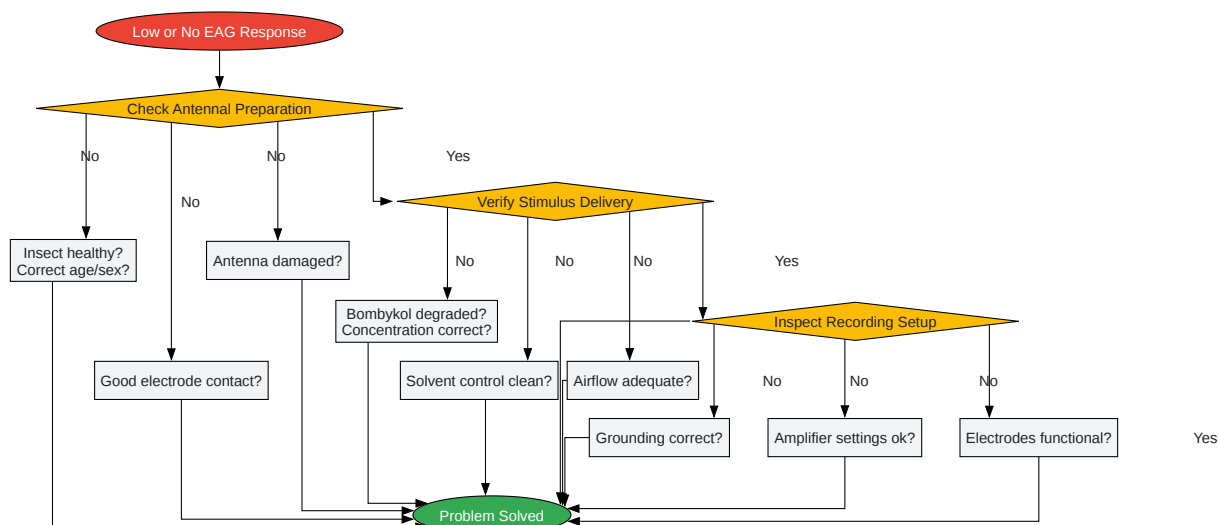 Low or No EAG Response
Check Antennal Preparation
No
No
Yes
No
Verify Stimulus Delivery
Insect healthy?
Correct age/sex?
Antenna damaged?
No
No
No
Yes
Bombykol degraded?
Concentration correct?
Inspect Recording Setup
Good electrode contact?
Solvent control clean?
Airflow adequate?
No
No
No
Grounding correct?
Amplifier settings ok?
Electrodes functional?
Yes
Problem Solved